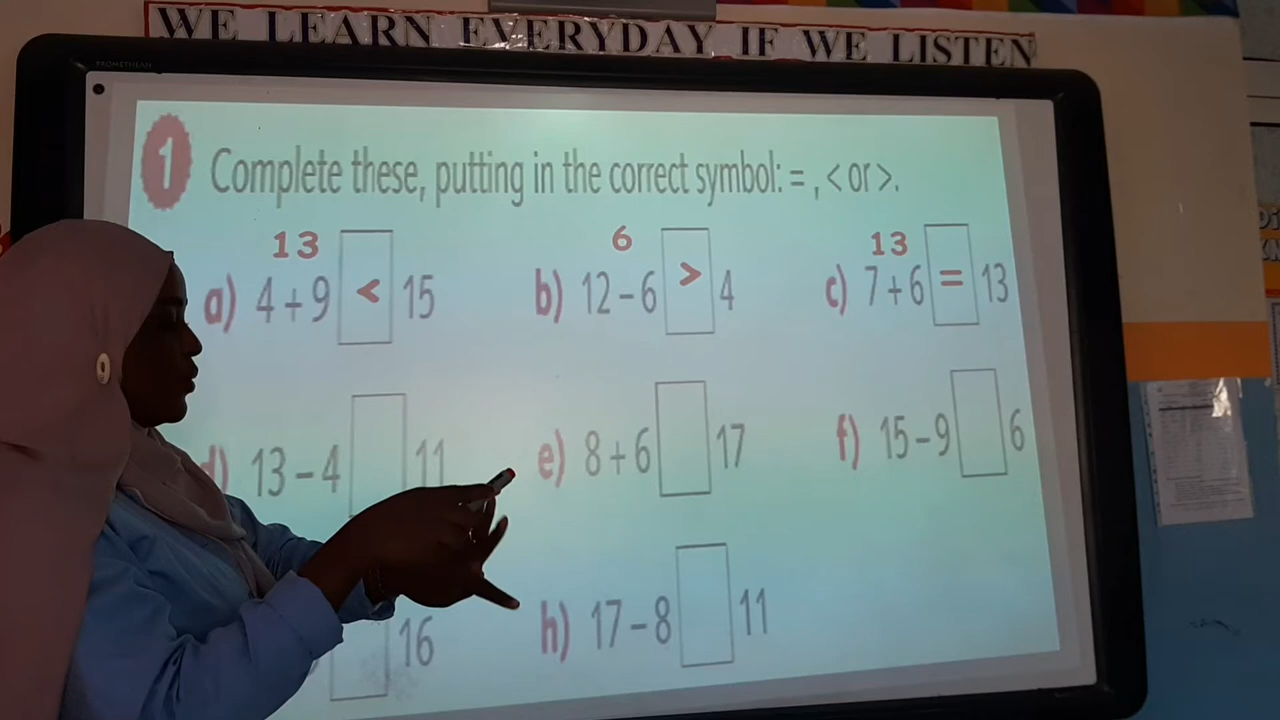 WE LEARN EVERYDAY IF WE LISTEN
PROMETHEAN
1 Complete these, putting in the correct symbol: = , < or >.
13 6 13
a) 4 + 9 < 15 b) 12 - 6 > 4 c) 7 + 6 = 13
d) 13 - 4 11 e) 8 + 6 17 f) 15 - 9 6
16 h) 17 - 8 11